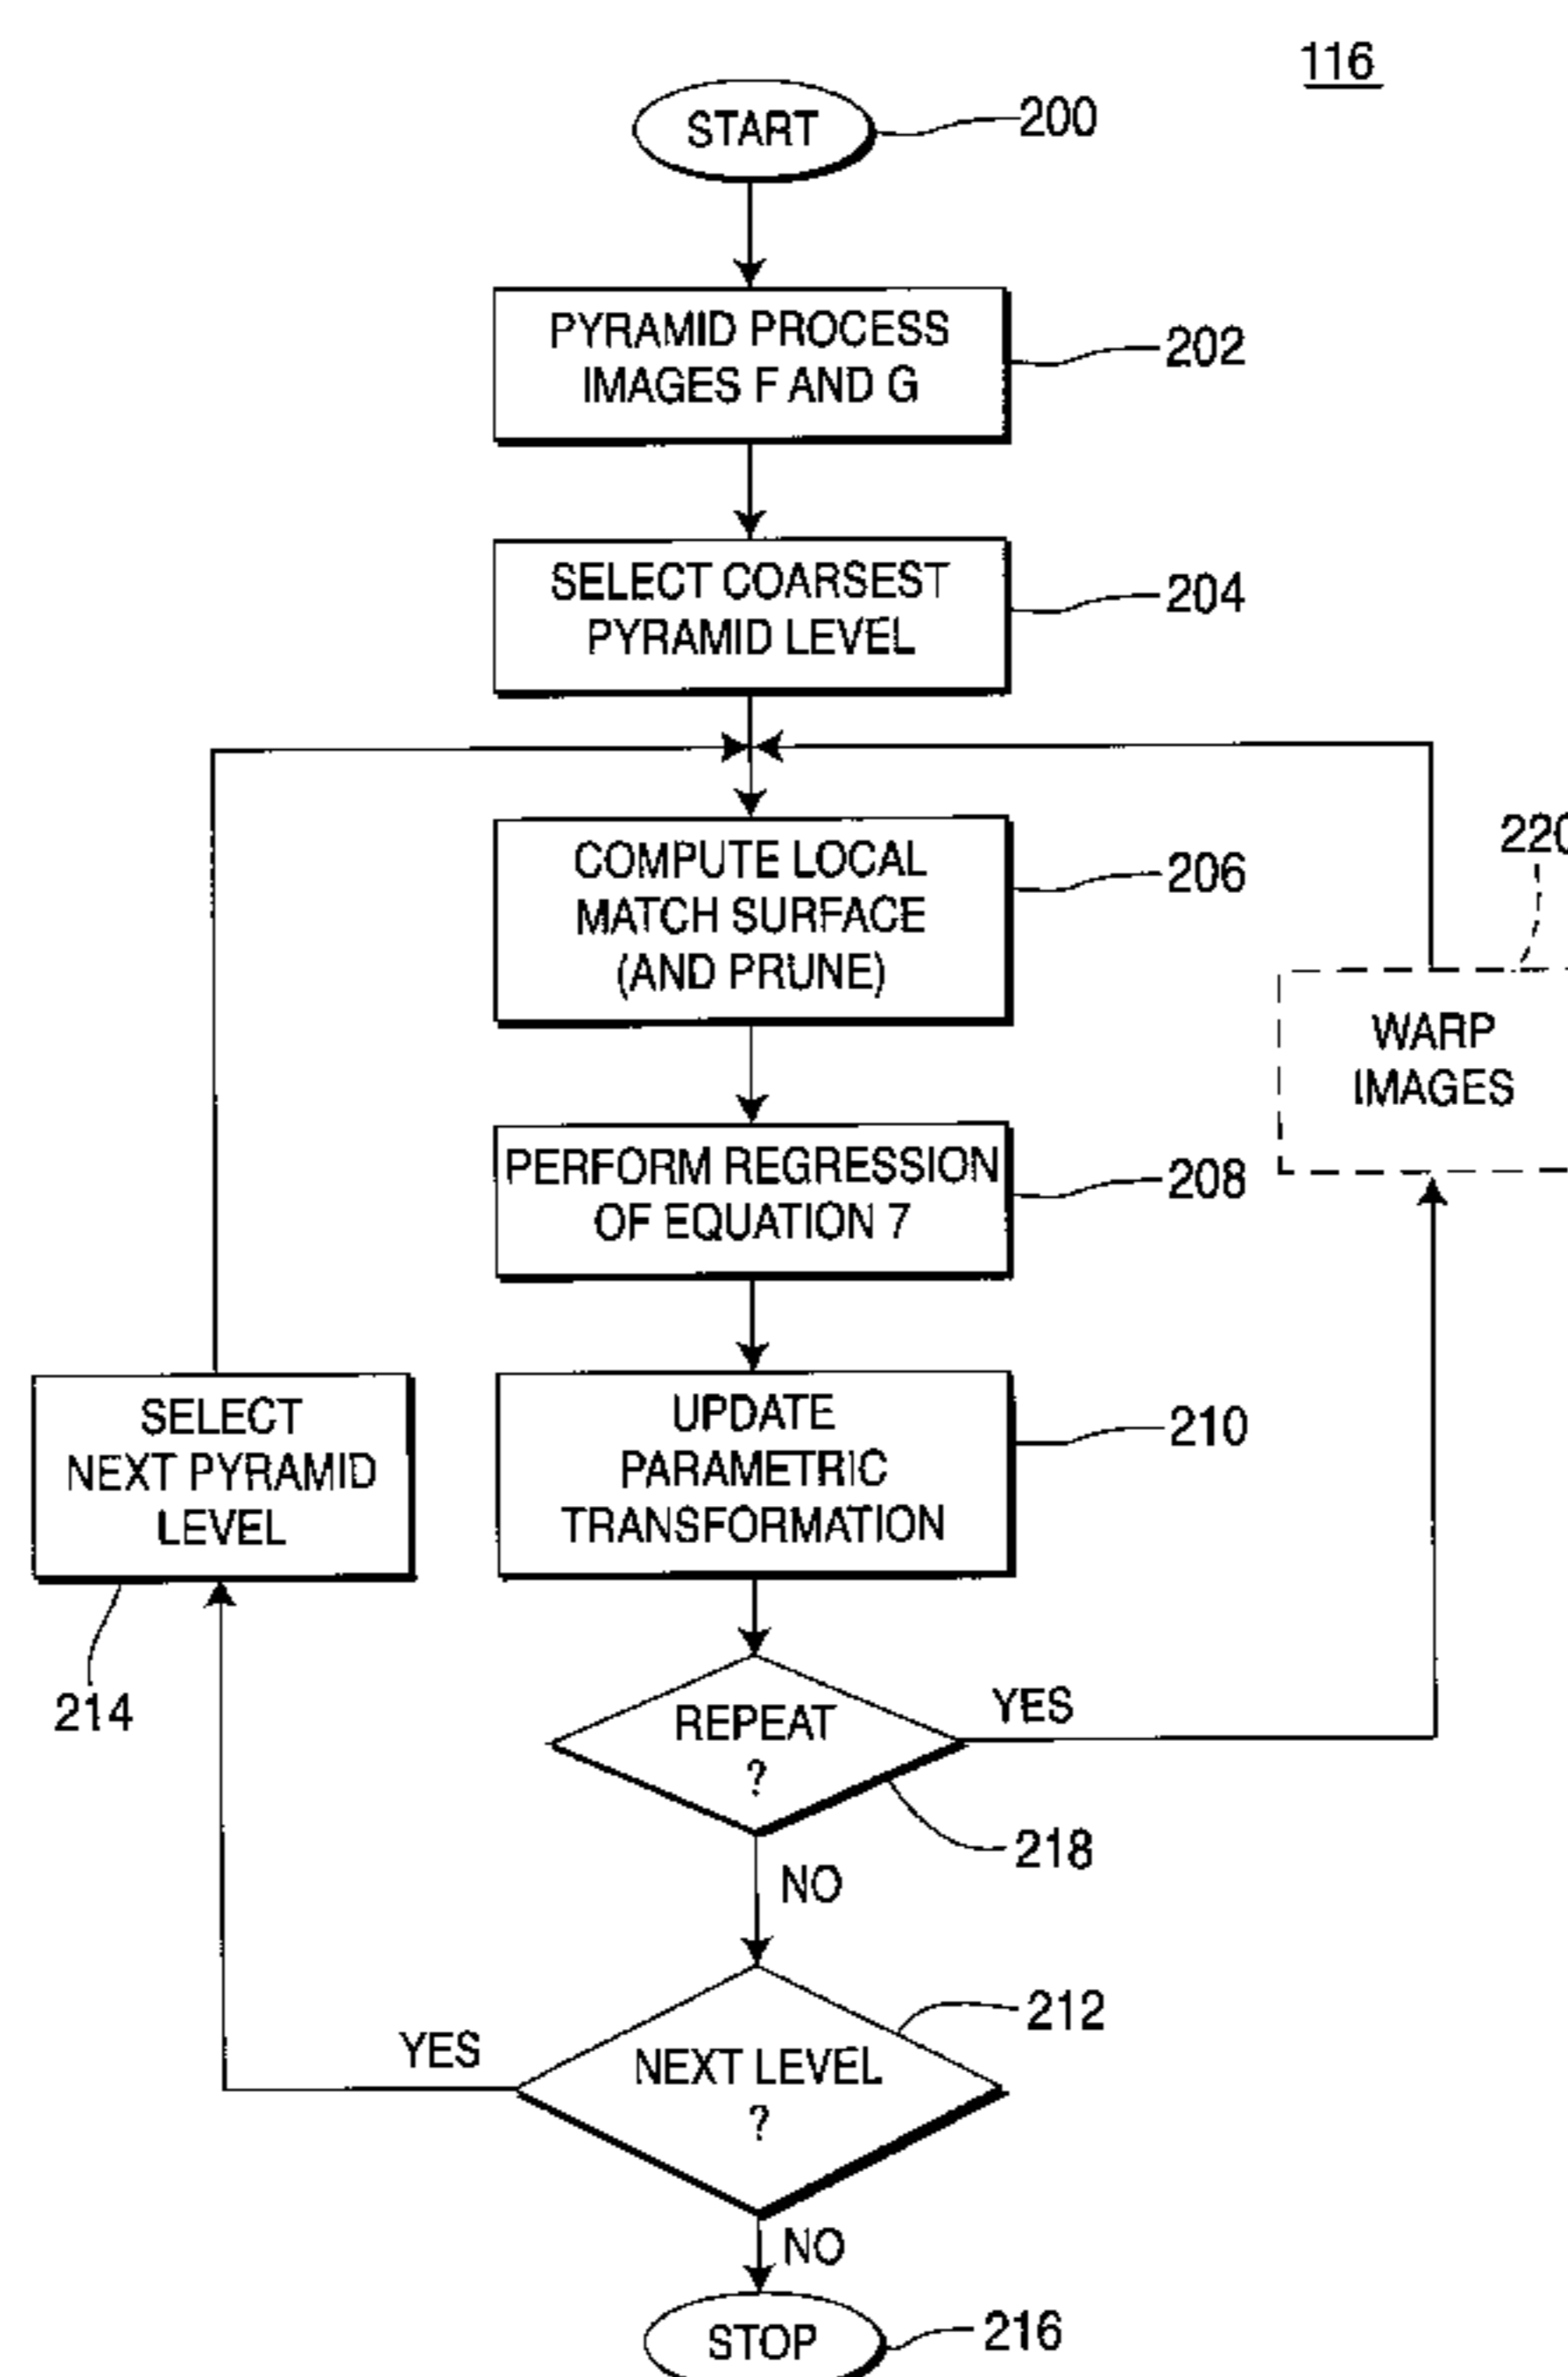 116
START
200
PYRAMID PROCESS
IMAGES F AND G
202
SELECT COARSEST
PYRAMID LEVEL
204
COMPUTE LOCAL
MATCH SURFACE
(AND PRUNE)
206
220
WARP
IMAGES
PERFORM REGRESSION
OF EQUATION 7
208
UPDATE
PARAMETRIC
TRANSFORMATION
210
SELECT
NEXT PYRAMID
LEVEL
214
REPEAT
?
YES
218
NO
212
NEXT LEVEL
?
YES
NO
STOP
216